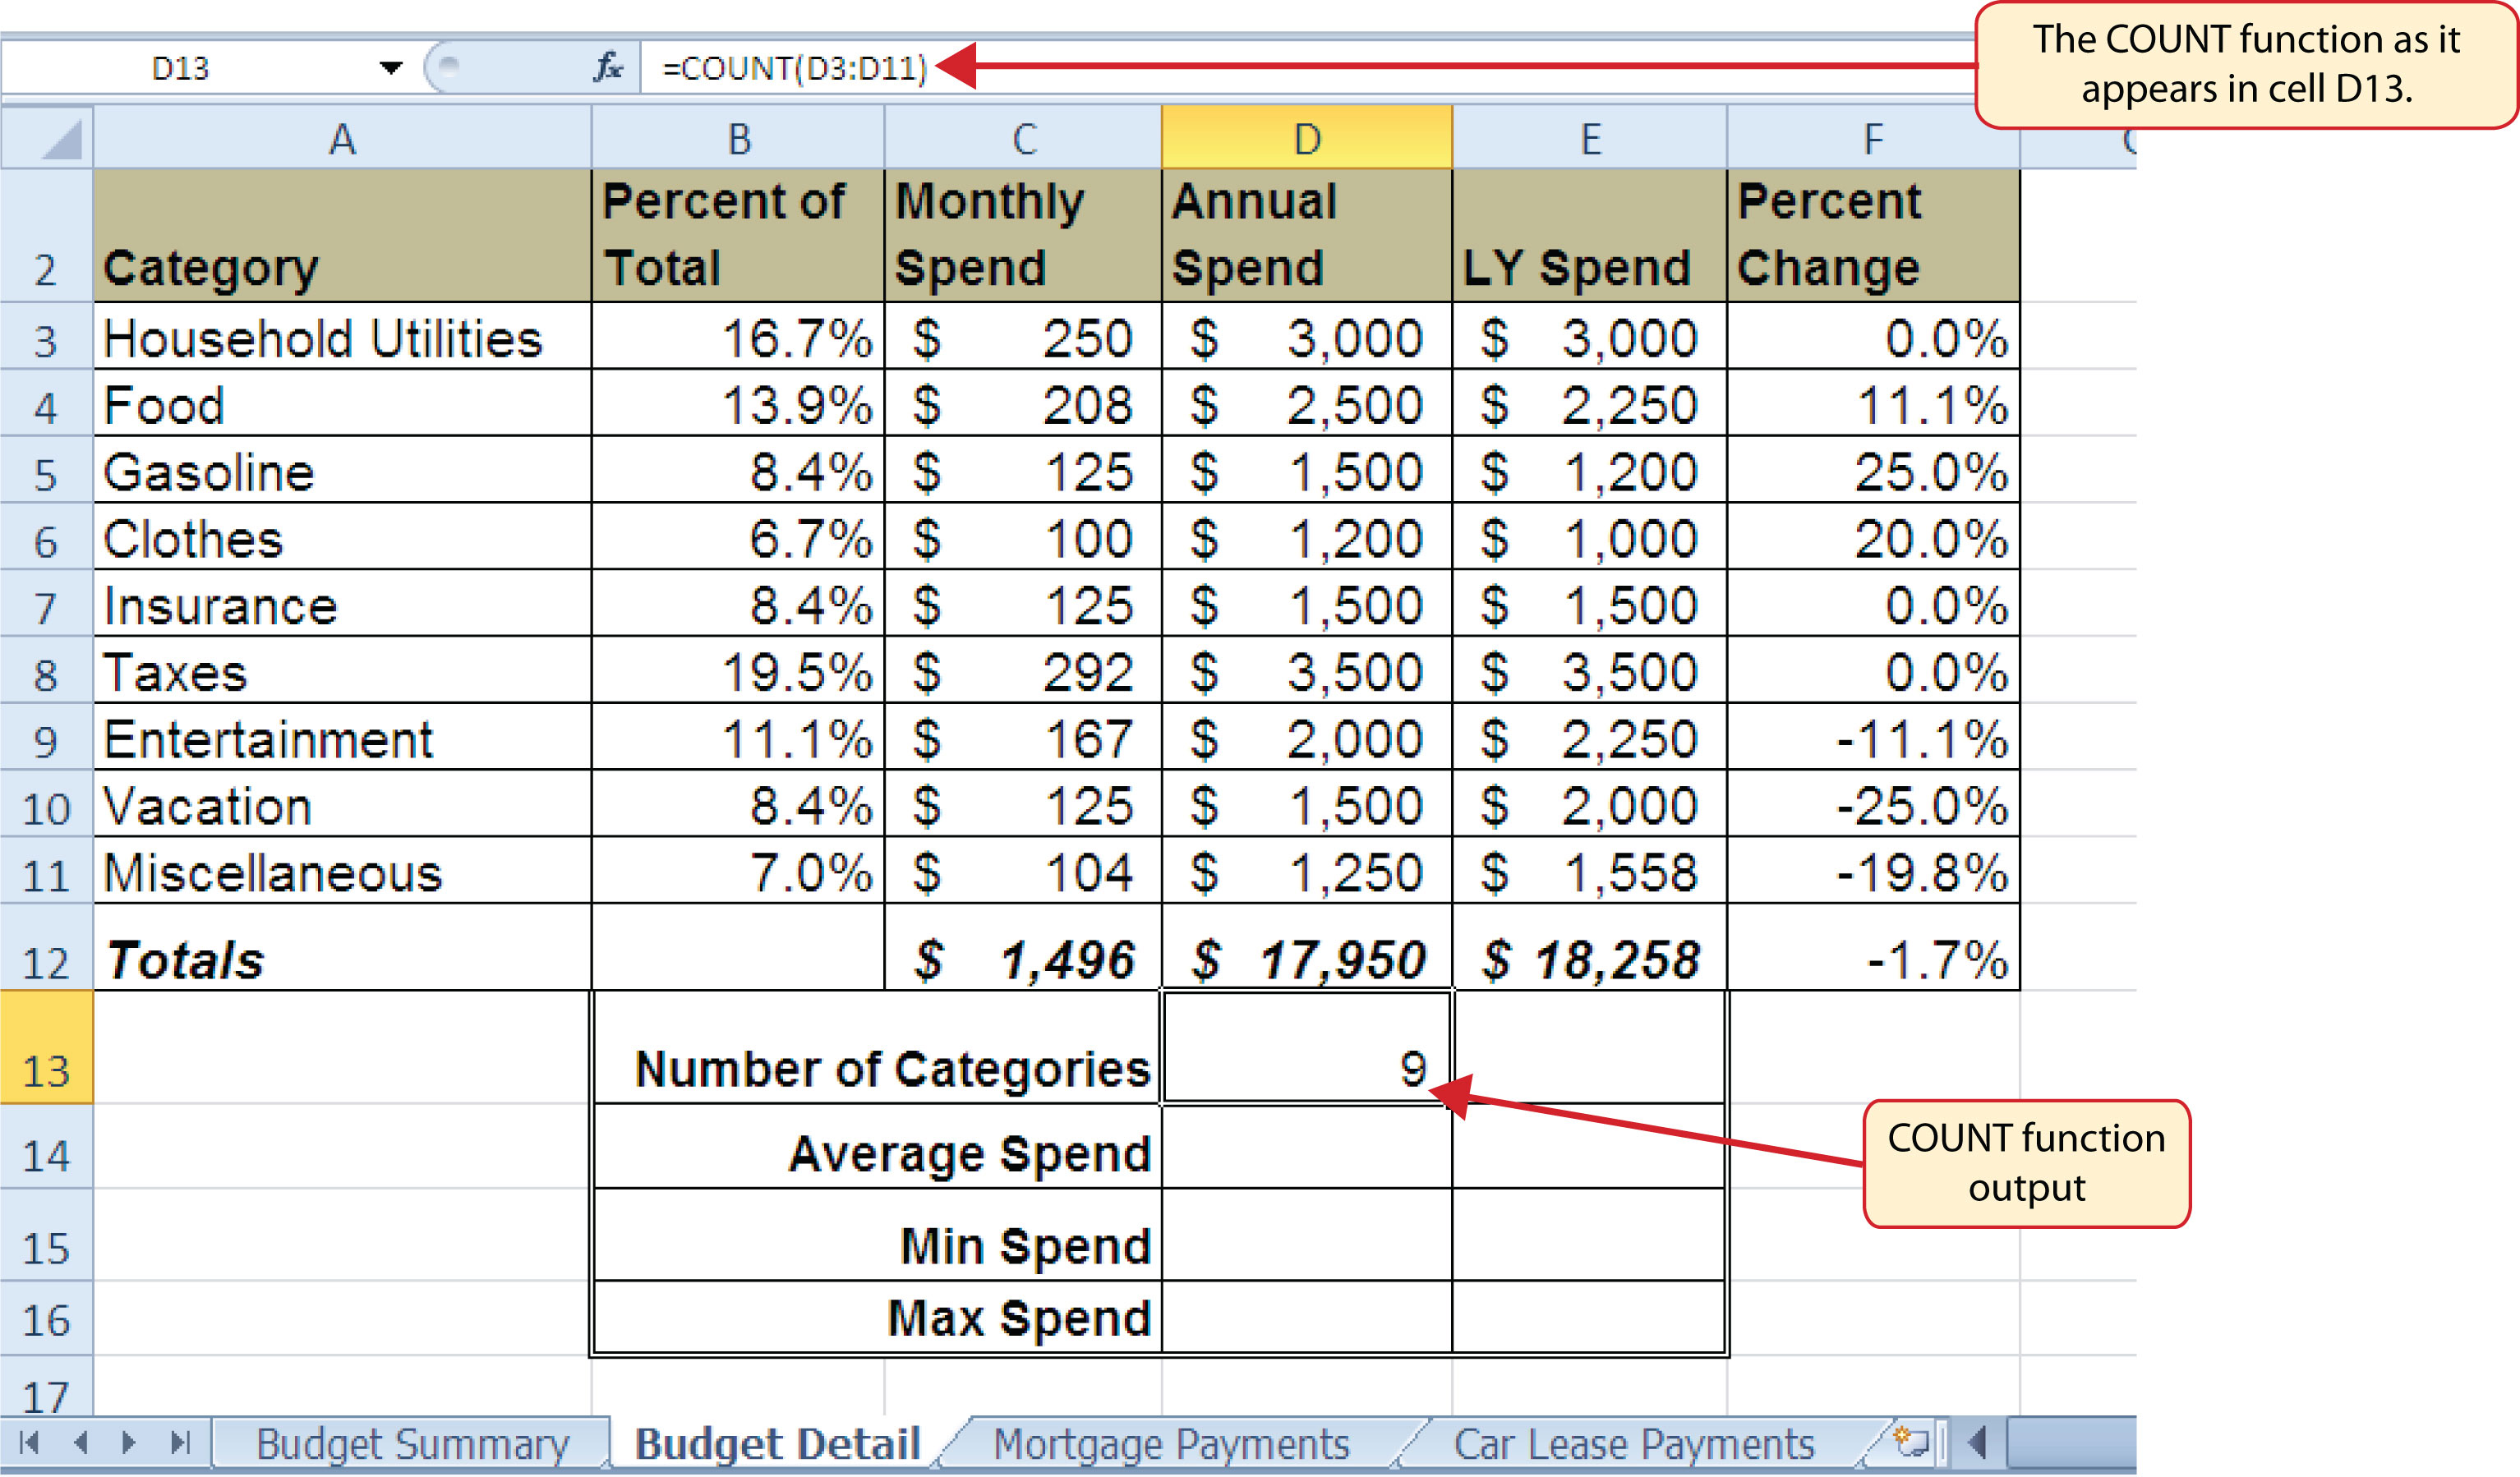 The COUNT function as it
appears in cell D13.
D13 fx =COUNT(D3:D11)
A B C D E F
2 Category Percent of Total Monthly Spend Annual Spend LY Spend Percent Change
3 Household Utilities 16.7% $ 250 $ 3,000 $ 3,000 0.0%
4 Food 13.9% $ 208 $ 2,500 $ 2,250 11.1%
5 Gasoline 8.4% $ 125 $ 1,500 $ 1,200 25.0%
6 Clothes 6.7% $ 100 $ 1,200 $ 1,000 20.0%
7 Insurance 8.4% $ 125 $ 1,500 $ 1,500 0.0%
8 Taxes 19.5% $ 292 $ 3,500 $ 3,500 0.0%
9 Entertainment 11.1% $ 167 $ 2,000 $ 2,250 -11.1%
10 Vacation 8.4% $ 125 $ 1,500 $ 2,000 -25.0%
11 Miscellaneous 7.0% $ 104 $ 1,250 $ 1,558 -19.8%
12 Totals $ 1,496 $ 17,950 $ 18,258 -1.7%
13 Number of Categories 9
14 Average Spend
15 Min Spend
16 Max Spend
17
COUNT function
output
Budget Summary Budget Detail Mortgage Payments Car Lease Payments